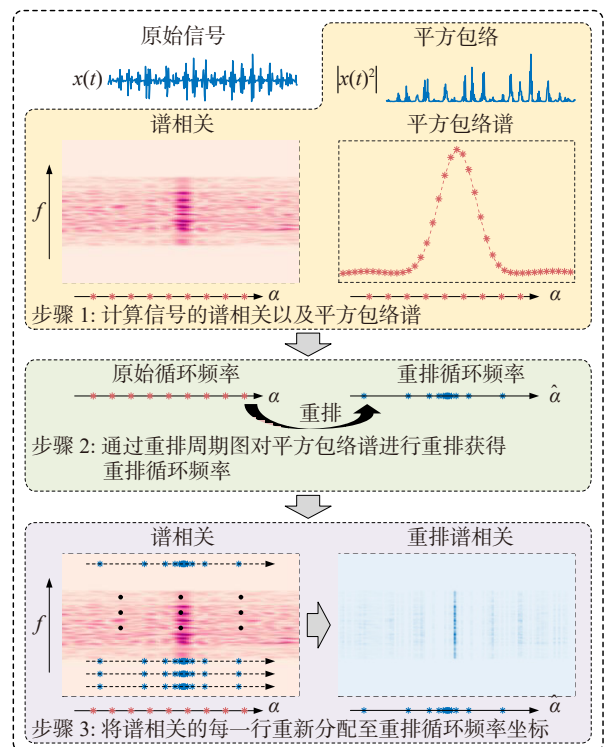 原始信号
平方包络
x(t)
|x(t)²|
谱相关
平方包络谱
f
α
α
步骤 1: 计算信号的谱相关以及平方包络谱
原始循环频率
重排循环频率
α
α̂
重排
步骤 2: 通过重排周期图对平方包络谱进行重排获得
重排循环频率
谱相关
重排谱相关
f
α
α̂
步骤 3: 将谱相关的每一行重新分配至重排循环频率坐标